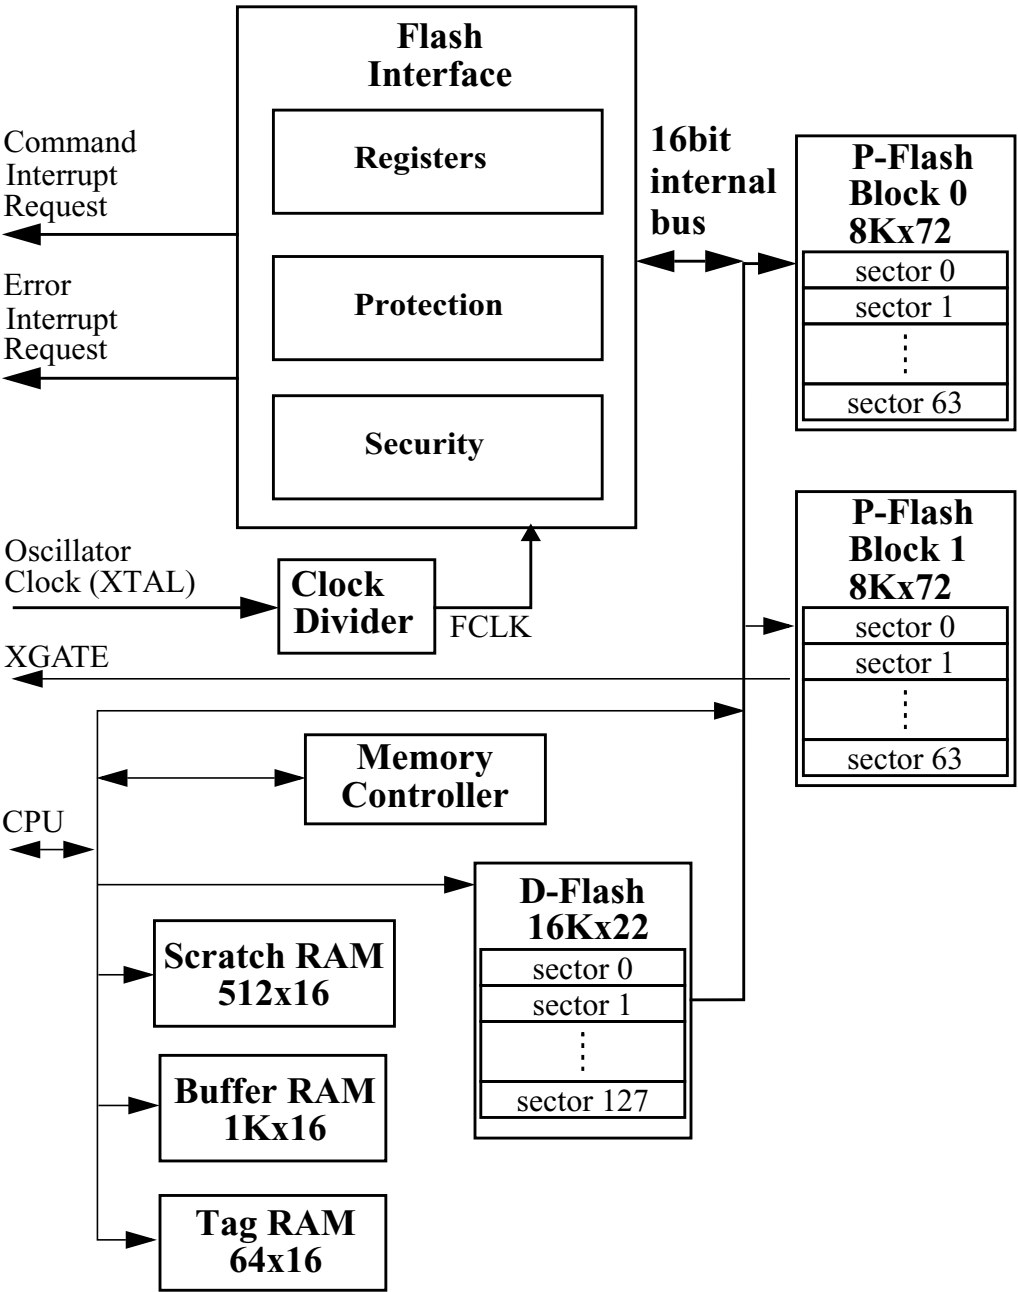 Flash
Interface
Registers
Protection
Security
Command
Interrupt
Request
Error
Interrupt
Request
16bit
internal
bus
P-Flash
Block 0
8Kx72
sector 0
sector 1
sector 63
P-Flash
Block 1
8Kx72
sector 0
sector 1
sector 63
Oscillator
Clock (XTAL)
Clock
Divider
FCLK
XGATE
Memory
Controller
CPU
D-Flash
16Kx22
sector 0
sector 1
sector 127
Scratch RAM
512x16
Buffer RAM
1Kx16
Tag RAM
64x16